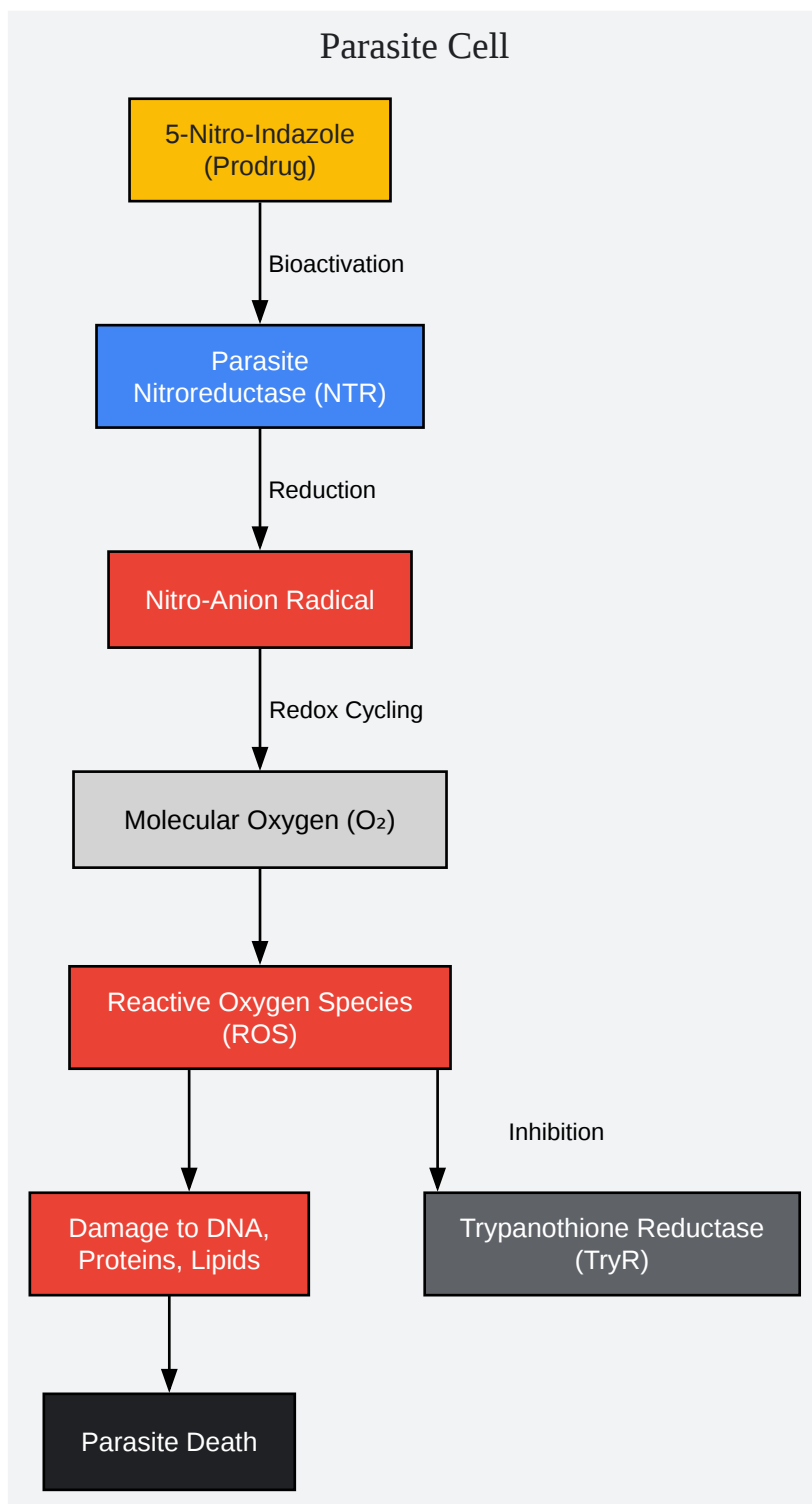 Parasite Cell
5-Nitro-Indazole
(Prodrug)
Bioactivation
Parasite
Nitroreductase (NTR)
Reduction
Nitro-Anion Radical
Redox Cycling
Molecular Oxygen (O₂)
Reactive Oxygen Species
(ROS)
Inhibition
Damage to DNA,
Proteins, Lipids
Trypanothione Reductase
(TryR)
Parasite Death